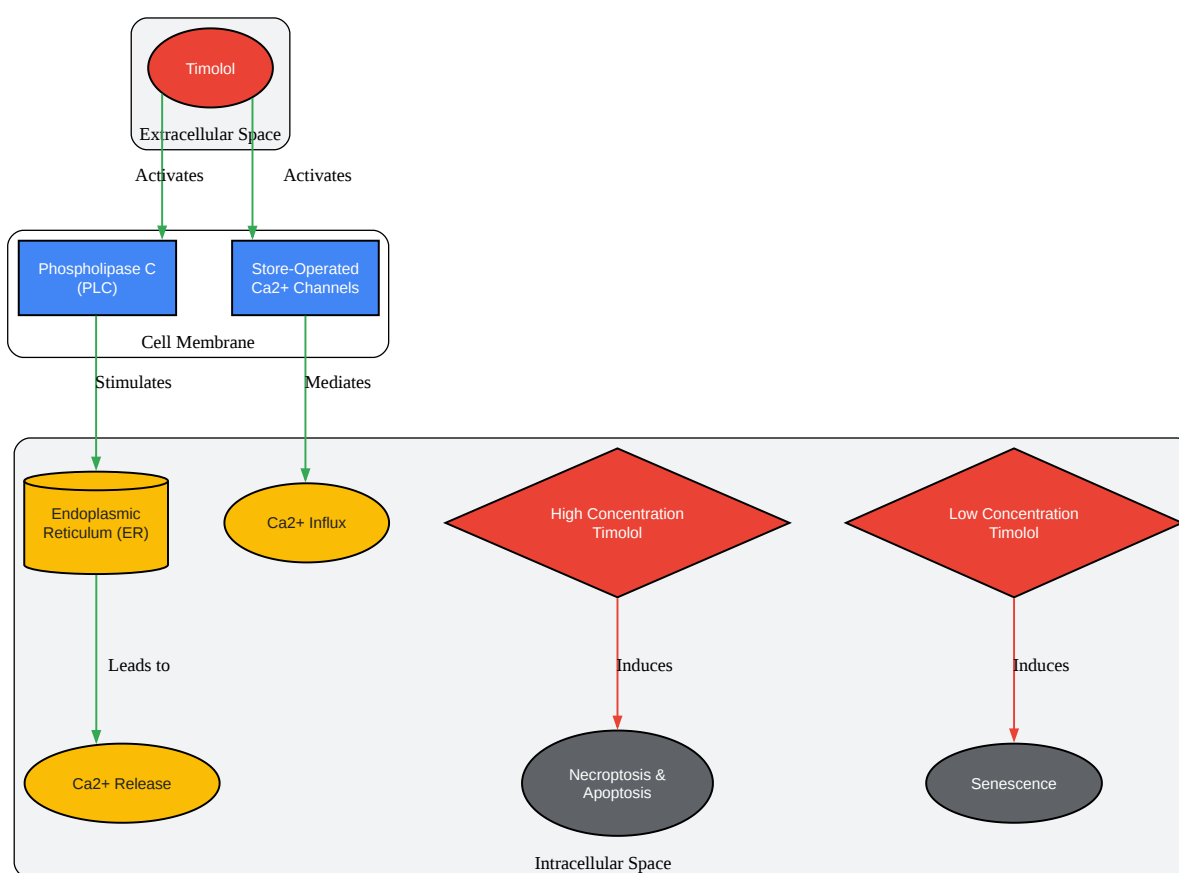 Timolol
Extracellular Space
Activates
Activates
Phospholipase C
(PLC)
Store-Operated
Ca2+ Channels
Cell Membrane
Stimulates
Mediates
Endoplasmic
Reticulum (ER)
Ca2+ Influx
High Concentration
Timolol
Low Concentration
Timolol
Leads to
Induces
Induces
Ca2+ Release
Necroptosis &
Apoptosis
Senescence
Intracellular Space